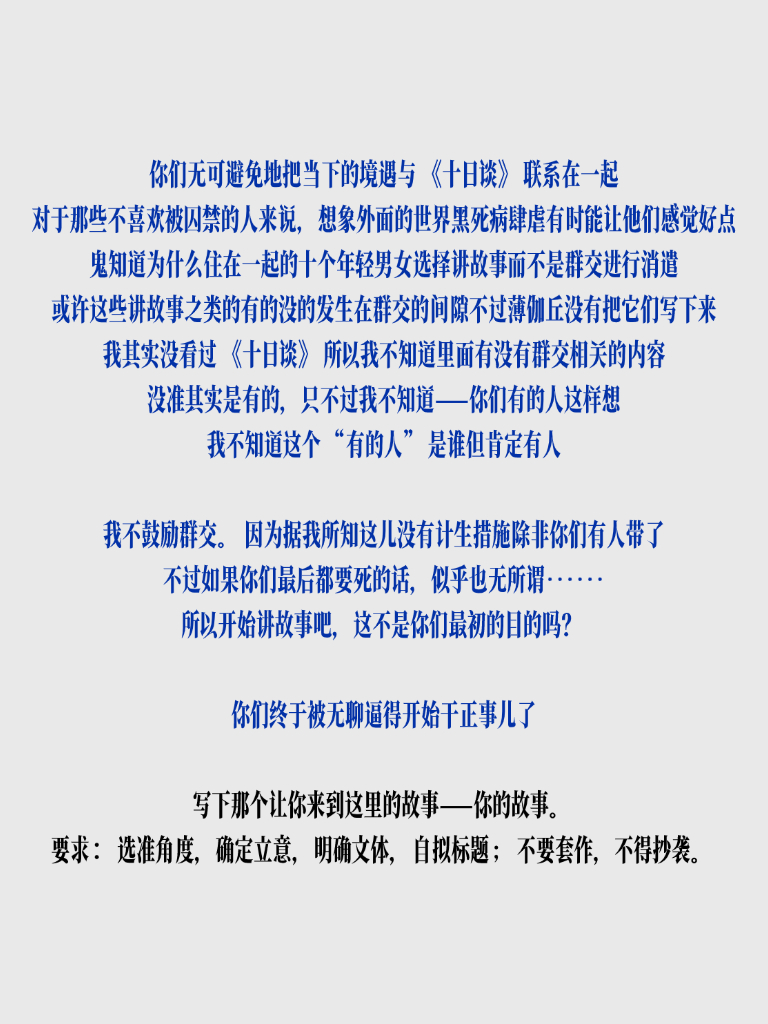 你们无可避免地把当下的境遇与《十日谈》联系在一起
对于那些不喜欢被囚禁的人来说，想象外面的世界黑死病肆虐有时能让他们感觉好点
鬼知道为什么住在一起的十个年轻男女选择讲故事而不是群交进行消遣
或许这些讲故事之类的有的没的发生在群交的间隙不过薄伽丘没有把它们写下来
我其实没看过《十日谈》所以我不知道里面有没有群交相关的内容
没准其实是有的，只不过我不知道——你们有的人这样想
我不知道这个“有的人”是谁但肯定有人
我不鼓励群交。因为据我所知这儿没有计生措施除非你们有人带了
不过如果你们最后都要死的话，似乎也无所谓······
所以开始讲故事吧，这不是你们最初的目的吗？
你们终于被无聊逼得开始干正事儿了
写下那个让你来到这里的故事——你的故事。
要求：选准角度，确定立意，明确文体，自拟标题；不要套作，不得抄袭。